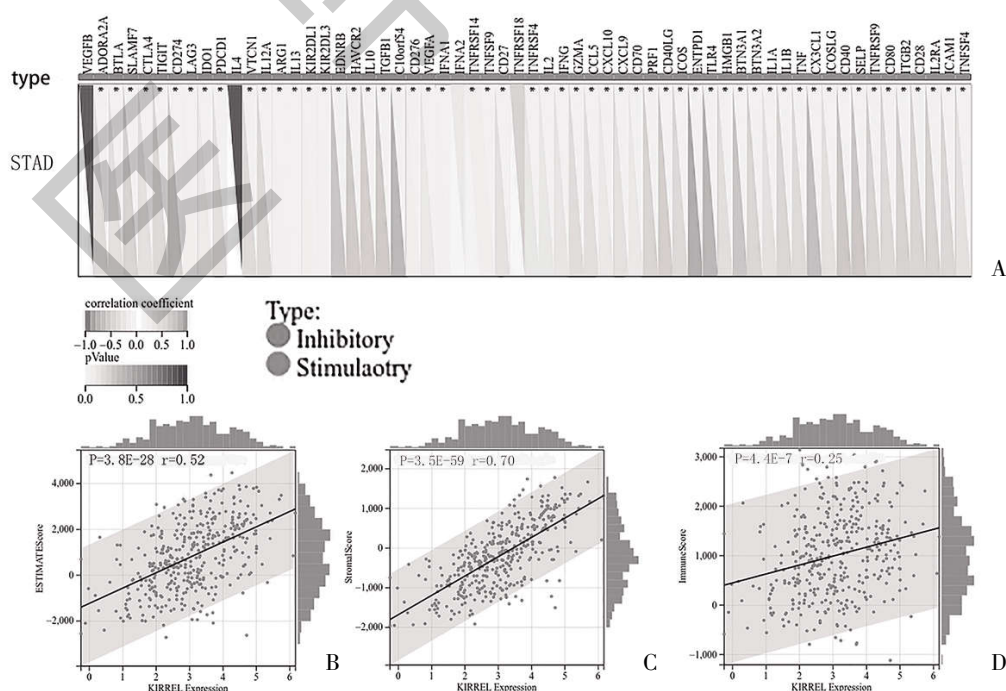 VEGFB ADORA2A BTLA SLAMF7 CTLA4 TIGIT CD274 LAG3 IDO1 PDCD1 IL4 VTCN1 IL12A ARG1 IL13 KIR2DL1 KIR2DL3 EDNRB HAVCR2 IL10 TGFB1 C10orf54 CD276 VEGFA IFNA1 IFNA2 TNFRSF14 TNFSF9 CD27 TNFRSF18 TNFRSF4 IL2 IFNG GZMA CCL5 CXCL10 CXCL9 CD70 PRF1 CD40LG ICOS ENTPD1 TLR4 HMGB1 BTN3A1 BTN3A2 IL1A IL1B TNF CX3CL1 ICOSLG CD40 SELP TNFRSF9 CD80 ITGB2 CD28 IL2RA ICAM1 TNFSF4
type
STAD
A
correlation coefficient
-1.0 -0.5 0.0 0.5 1.0
pValue
0.0 0.5 1.0
Type:
Inhibitory
Stimulaotry
P=3.8E-28 r=0.52
4,000
2,000
0
-2,000
ESTIMATEScore
0 1 2 3 4 5 6
KIRREL Expression
B
P=3.5E-59 r=0.70
2,000
1,000
0
-1,000
-2,000
StromalScore
0 1 2 3 4 5 6
KIRREL Expression
C
P=4.4E-7 r=0.25
3,000
2,000
1,000
0
-1,000
ImmuneScore
0 1 2 3 4 5 6
KIRREL Expression
D